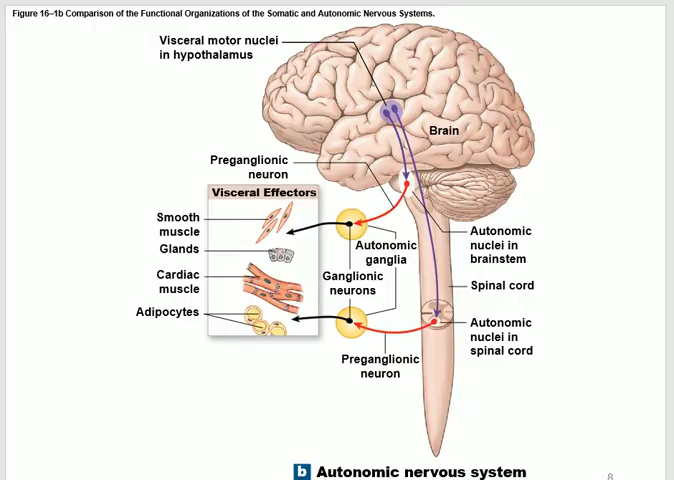 Figure 16–1b Comparison of the Functional Organizations of the Somatic and Autonomic Nervous Systems.
Visceral motor nuclei
in hypothalamus
Brain
Preganglionic
neuron
Visceral Effectors
Smooth
muscle
Glands
Cardiac
muscle
Adipocytes
Autonomic
ganglia
Ganglionic
neurons
Preganglionic
neuron
Autonomic
nuclei in
brainstem
Spinal cord
Autonomic
nuclei in
spinal cord
b Autonomic nervous system
8